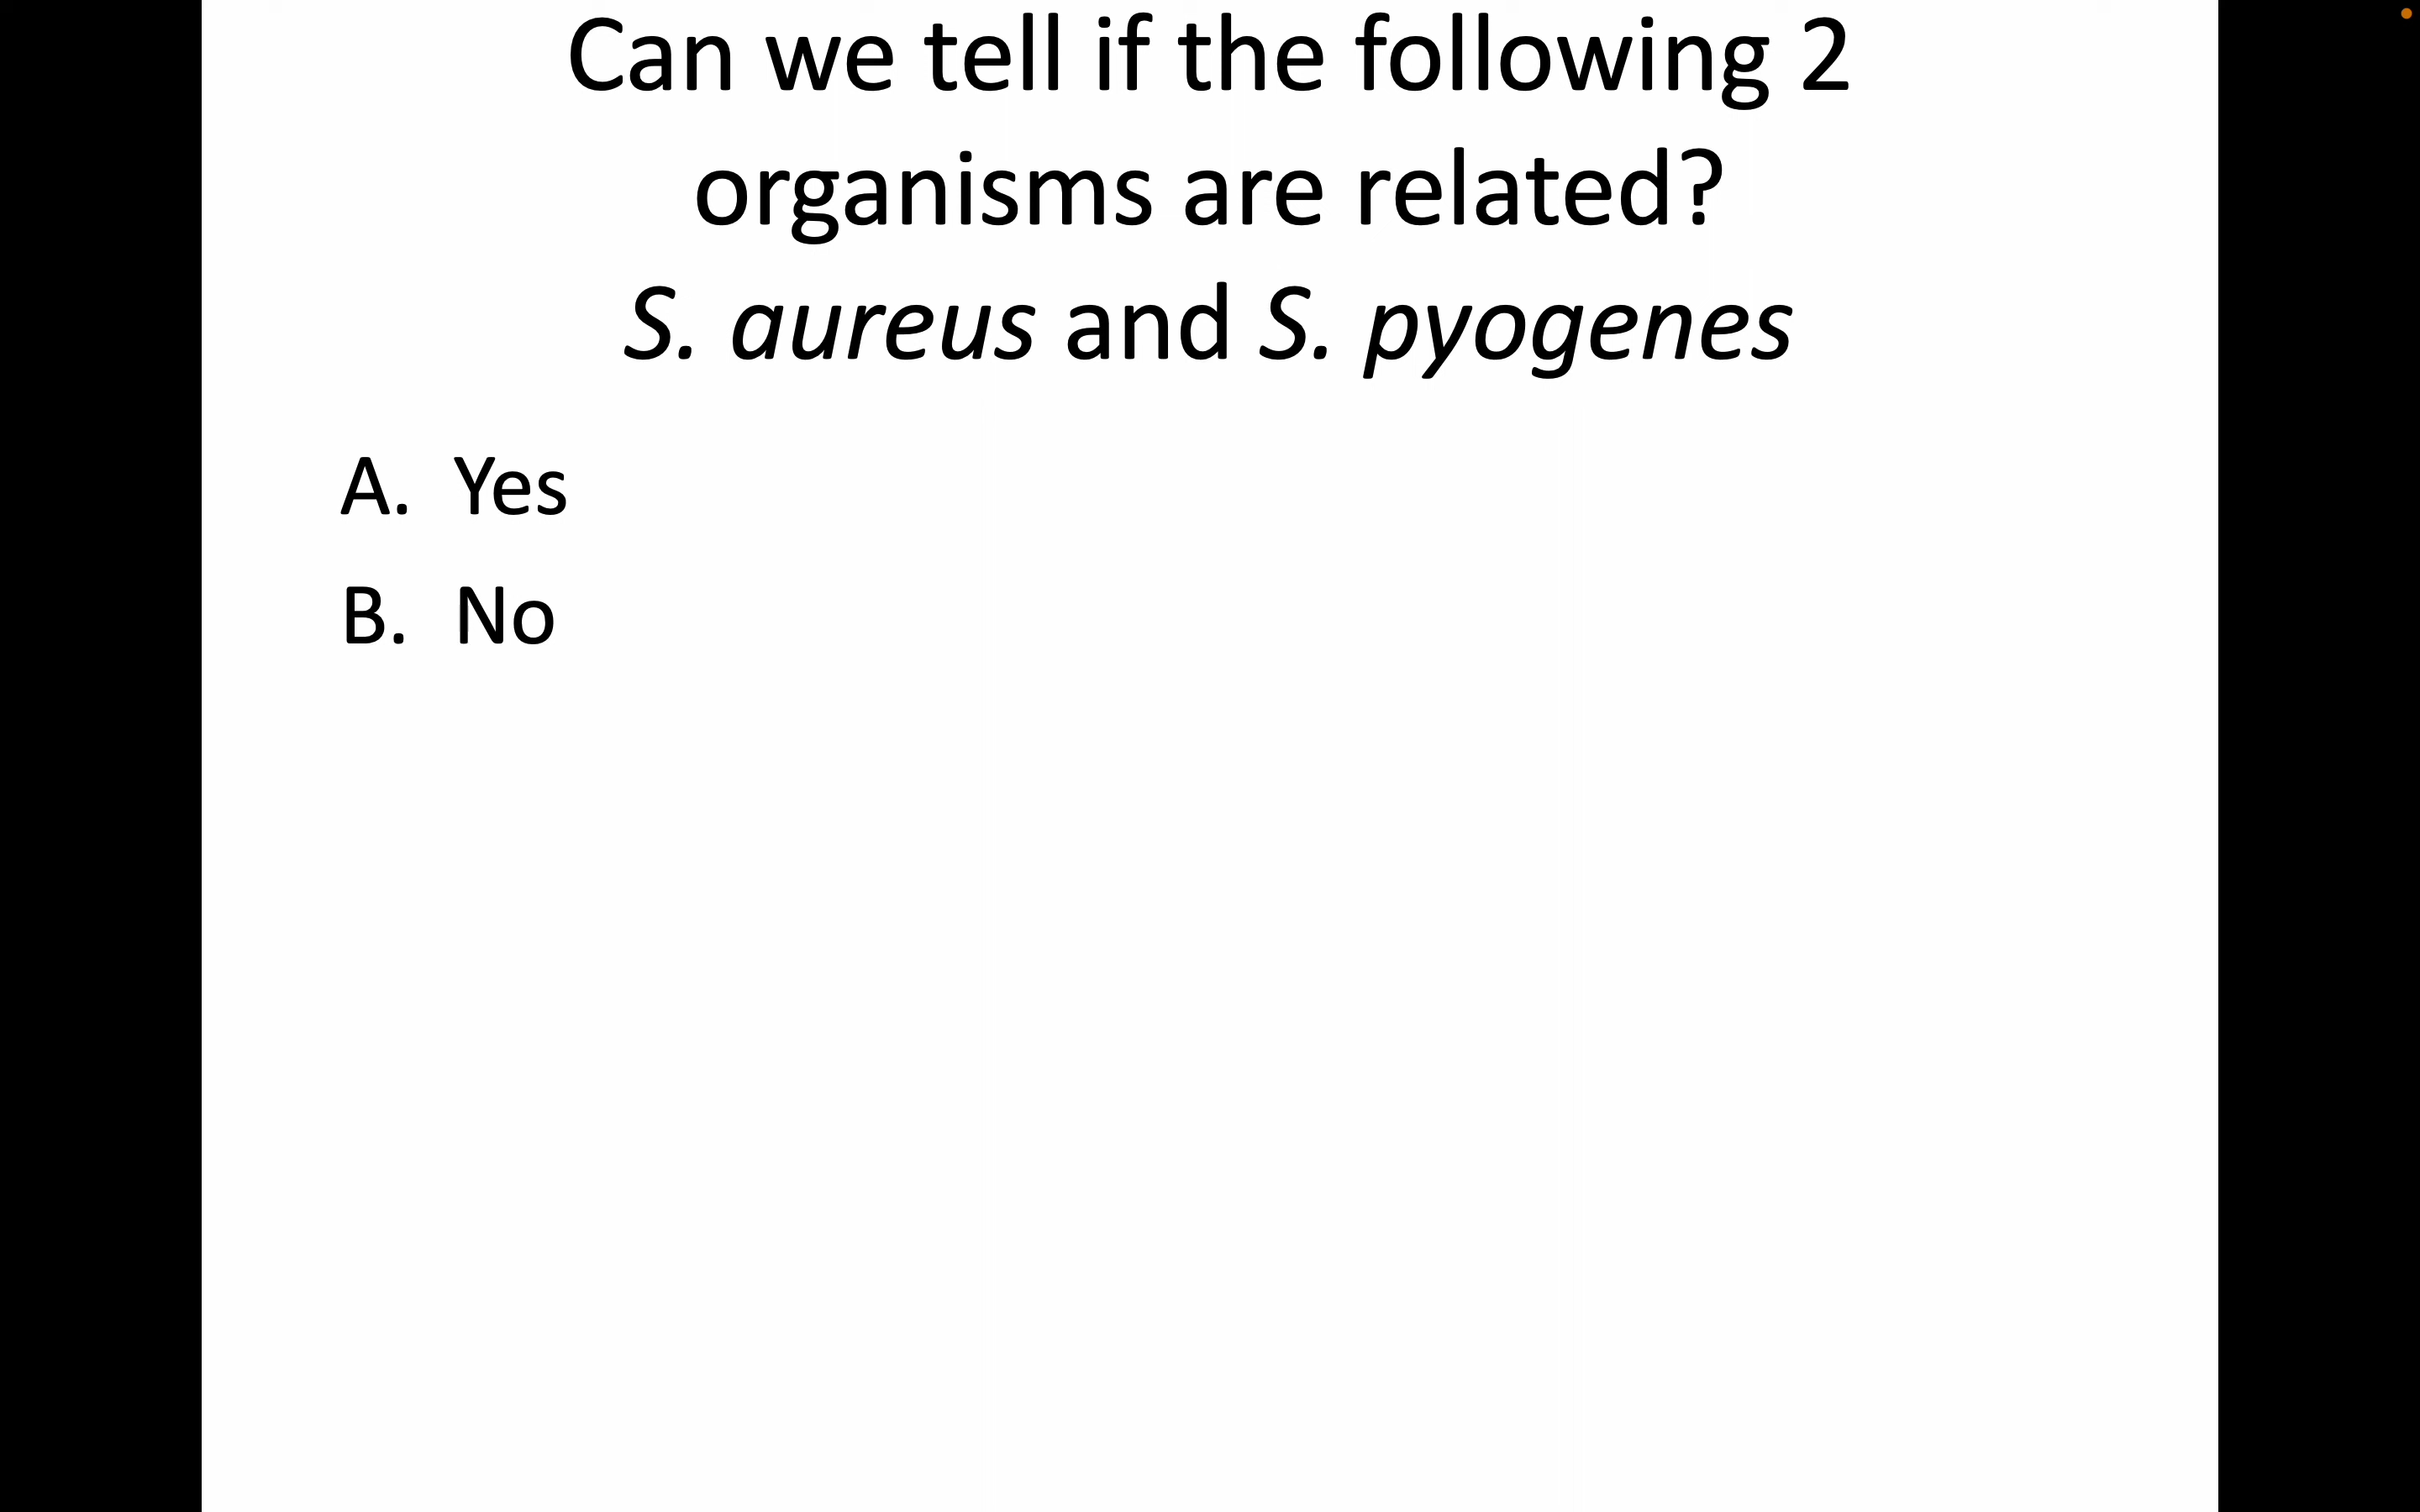 Can we tell if the following 2
organisms are related?
S. aureus and S. pyogenes
A. Yes
B. No